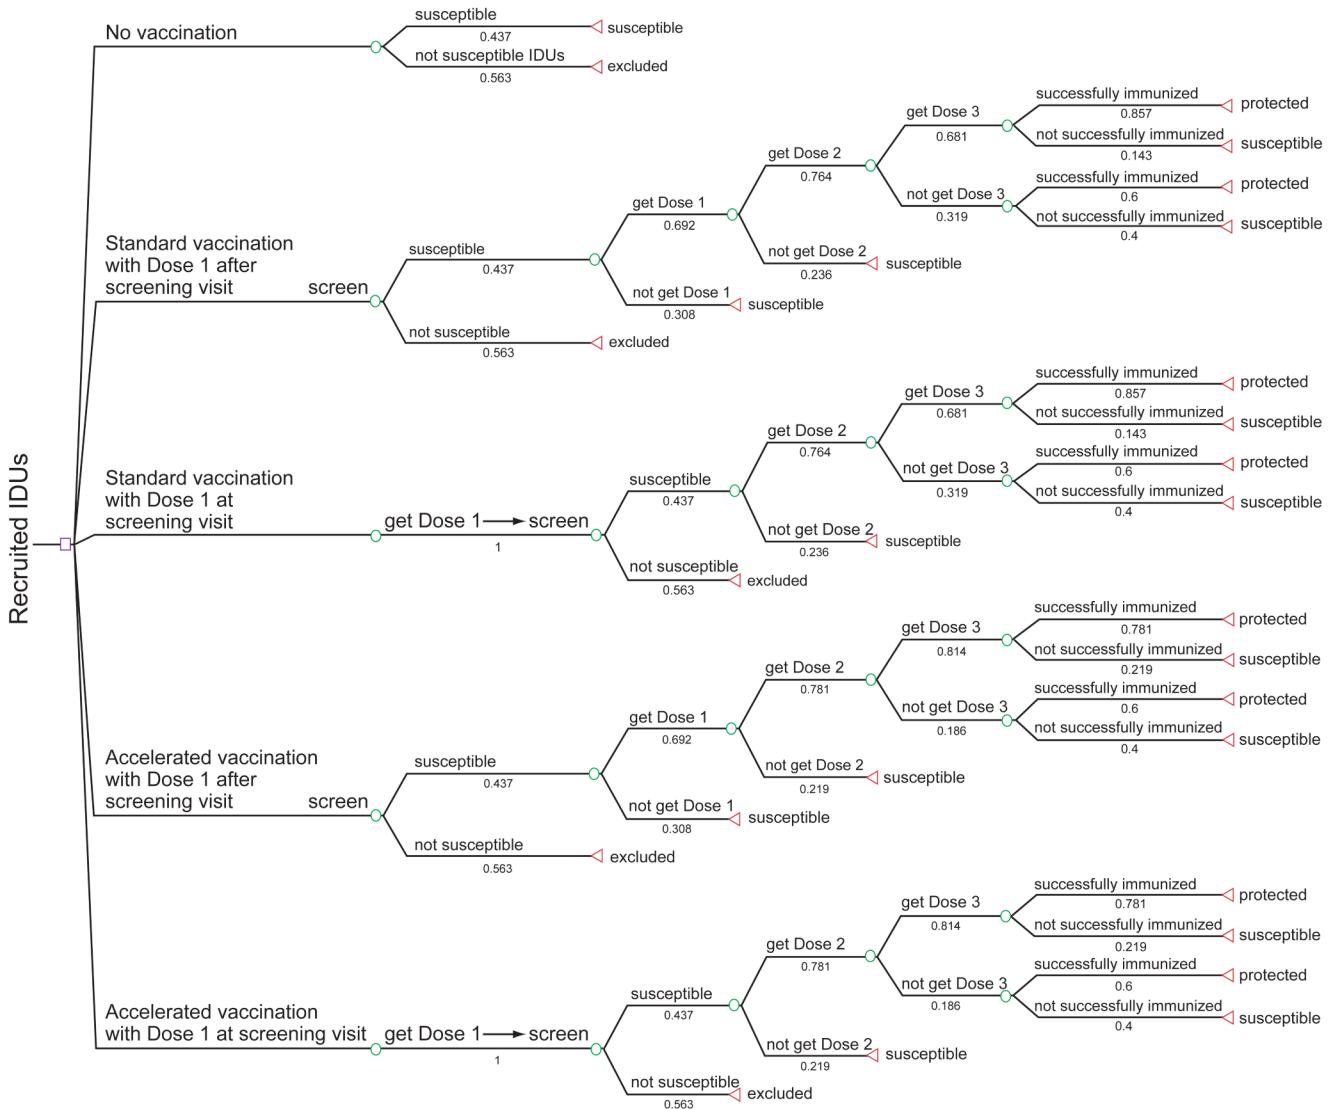 Recruited IDUs
No vaccination
susceptible
0.437
susceptible
not susceptible IDUs
0.563
excluded
Standard vaccination
with Dose 1 after
screening visit
screen
susceptible
0.437
get Dose 1
0.692
get Dose 2
0.764
get Dose 3
0.681
successfully immunized
0.857
protected
not successfully immunized
0.143
susceptible
not get Dose 3
0.319
successfully immunized
0.6
protected
not successfully immunized
0.4
susceptible
not get Dose 2
0.236
susceptible
not get Dose 1
0.308
susceptible
not susceptible
0.563
excluded
Standard vaccination
with Dose 1 at
screening visit
get Dose 1
screen
1
susceptible
0.437
get Dose 2
0.764
get Dose 3
0.681
successfully immunized
0.857
protected
not successfully immunized
0.143
susceptible
not get Dose 3
0.319
successfully immunized
0.6
protected
not successfully immunized
0.4
susceptible
not get Dose 2
0.236
susceptible
not susceptible
0.563
excluded
Accelerated vaccination
with Dose 1 after
screening visit
screen
susceptible
0.437
get Dose 1
0.692
get Dose 2
0.781
get Dose 3
0.814
successfully immunized
0.781
protected
not successfully immunized
0.219
susceptible
not get Dose 3
0.186
successfully immunized
0.6
protected
not successfully immunized
0.4
susceptible
not get Dose 2
0.219
susceptible
not get Dose 1
0.308
susceptible
not susceptible
0.563
excluded
Accelerated vaccination
with Dose 1 at screening visit
get Dose 1
screen
1
susceptible
0.437
get Dose 2
0.781
get Dose 3
0.814
successfully immunized
0.781
protected
not successfully immunized
0.219
susceptible
not get Dose 3
0.186
successfully immunized
0.6
protected
not successfully immunized
0.4
susceptible
not get Dose 2
0.219
susceptible
not susceptible
0.563
excluded